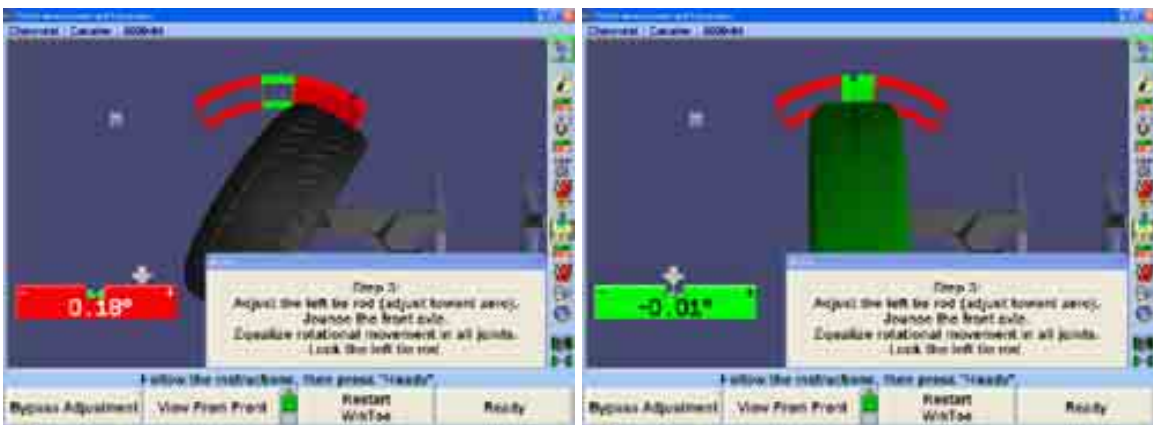 Chevrolet : Cavalier : 2000-04
0.18°
Step 3:
Adjust the left tie rod (adjust toward zero).
Jounce the front axle.
Equalize rotational movement in all joints.
Lock the left tie rod.
Follow the instructions, then press "Ready"
Bypass Adjustment
View From Front
Restart
WinToe
Ready
-0.01°
Step 3:
Adjust the left tie rod (adjust toward zero).
Jounce the front axle.
Equalize rotational movement in all joints.
Lock the left tie rod.
Follow the instructions, then press "Ready"
Bypass Adjustment
View From Front
Restart
WinToe
Ready